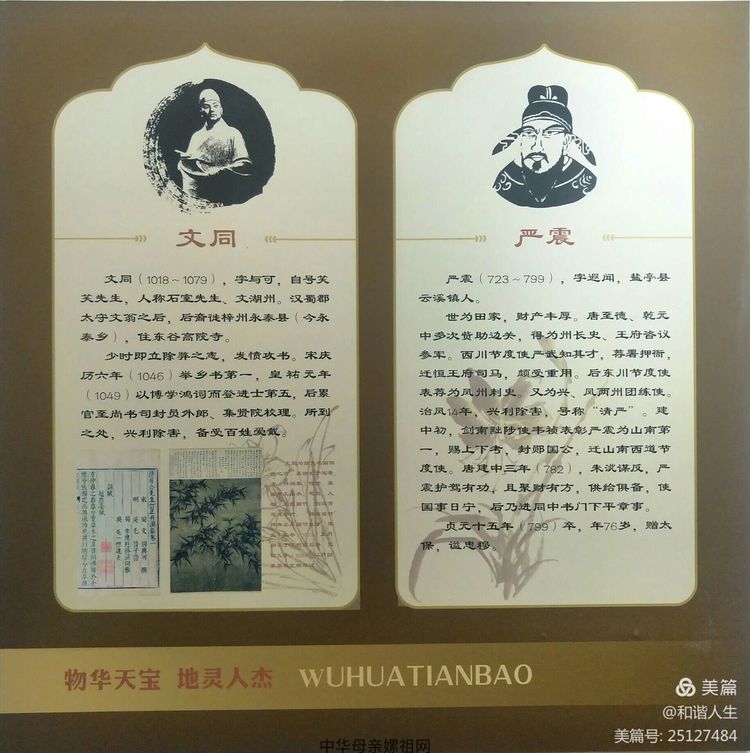 文同
文同（1018～1079），字与可，自号笑
笑先生，人称石室先生、文湖州。汉蜀郡
太守文翁之后，后裔徙梓州永泰县（今永
泰乡），住东谷高院寺。
少时即立除弊之志，发愤攻书。宋庆
历六年（1046）举乡书第一，皇祐元年
（1049）以博学鸿词而登进士第五，后累
官至尚书司封员外郎、集贤院校理。所到
之处，兴利除害，备受百姓爱戴。
严震
严震（723～799），字遐闻，盐亭县
云溪镇人。
世为田家，财产丰厚。唐至德、乾元
中多次赞助边关，得为州长史、王府咨议
参军。西川节度使严武知其才，荐署押衙，
迁恒王府司马，颇受重用。后东川节度使
表荐为凤州刺史。又为兴、凤两州团练使。
治凤14年，兴利除害，号称“清严”。建
中初，剑南黜陟使韦祯表彰严震为山南第
一，赐上下考、封郧国公，迁山南西道节
度使。唐建中三年（782），朱泚谋反，严
震护驾有功，且聚财有方，供给俱备，使
国事日宁，后乃进同中书门下平章事。
贞元十五年（799）卒，年76岁，赠太
保，谥忠穆。
物华天宝 地灵人杰 WUHUATIANBAO
美篇
@和谐人生
美篇号: 25127484
中华母亲嫘祖网